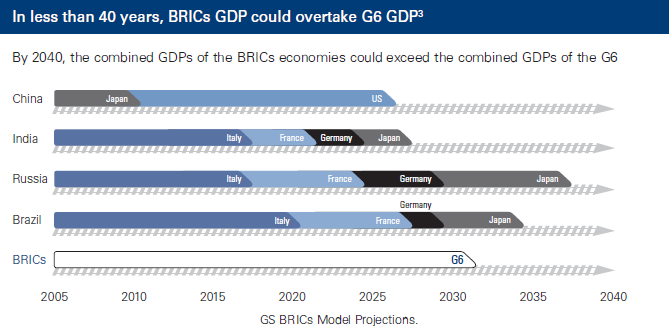 In less than 40 years, BRICs GDP could overtake G6 GDP³
By 2040, the combined GDPs of the BRICs economies could exceed the combined GDPs of the G6
China Japan US
India Italy France Germany Japan
Russia Italy France Germany Japan
Germany
Brazil Italy France Japan
BRICs G6
2005 2010 2015 2020 2025 2030 2035 2040
GS BRICs Model Projections.